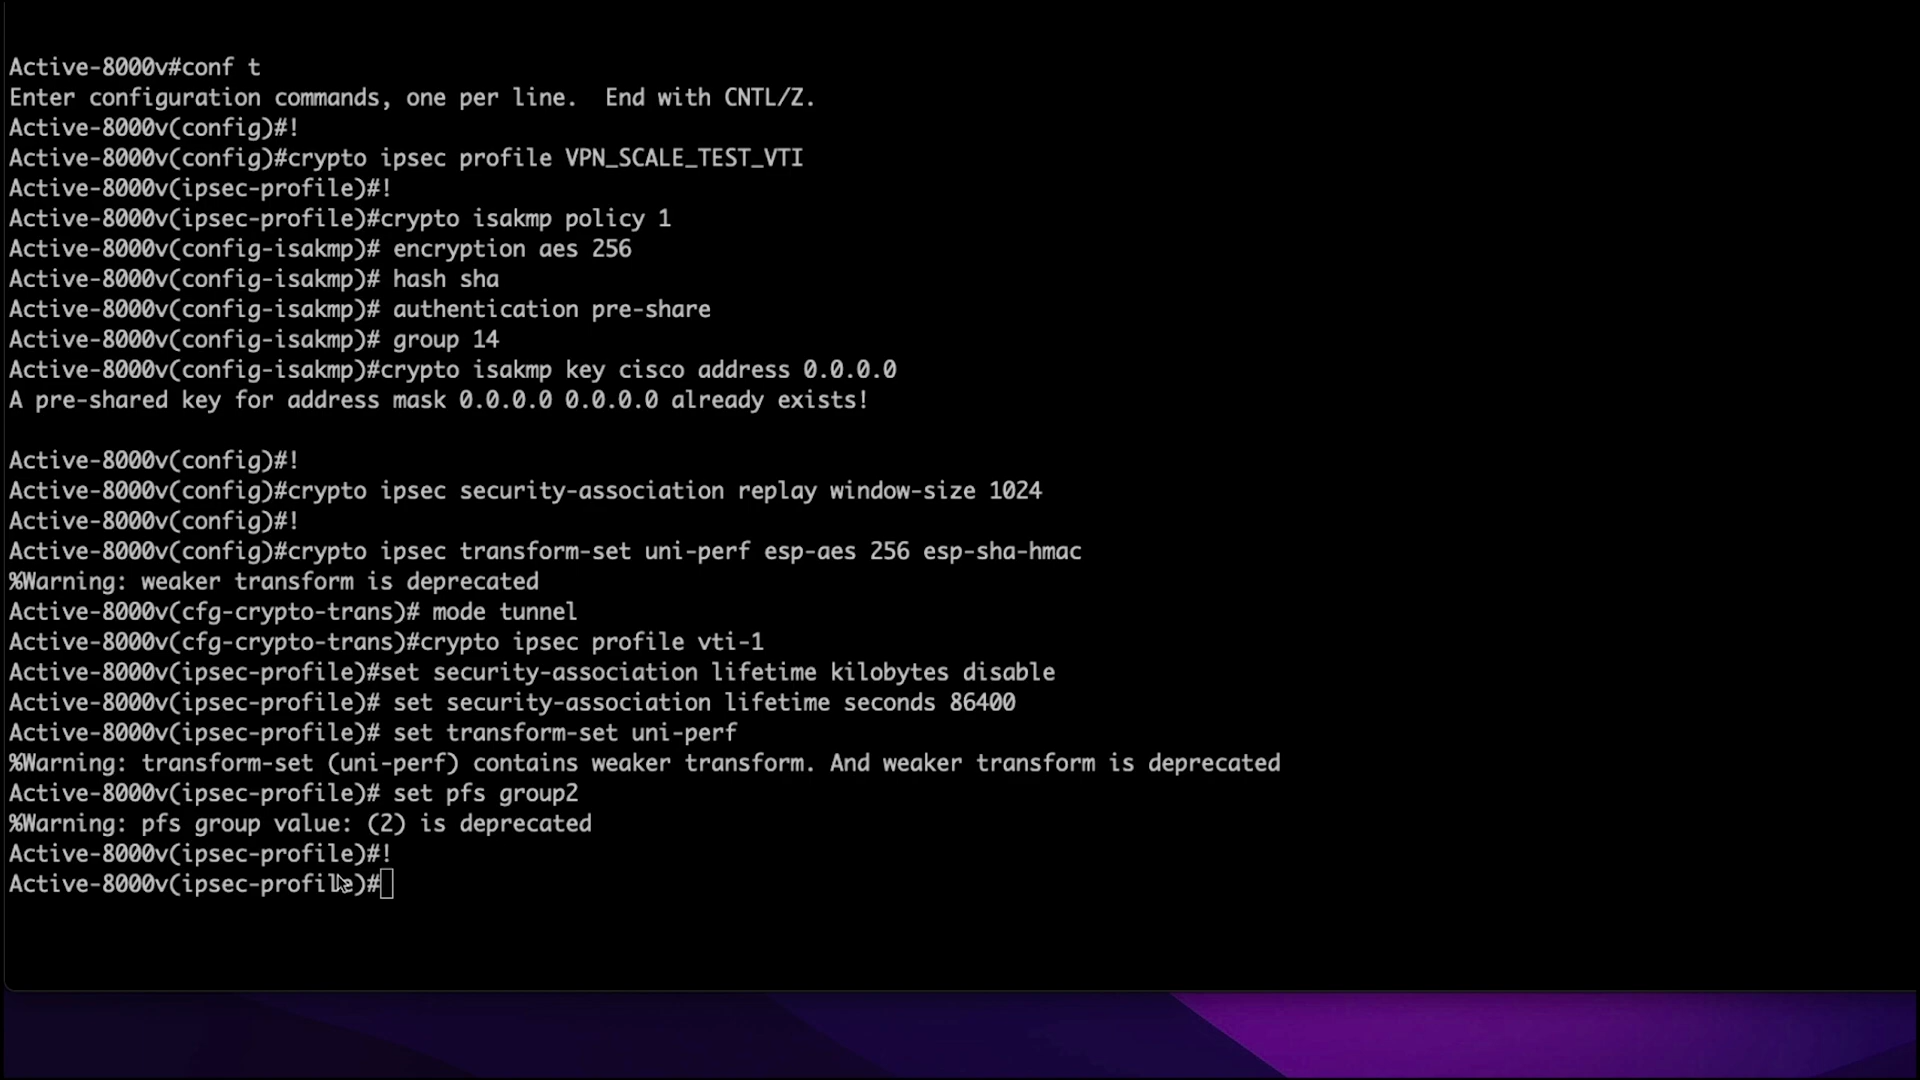 Active-8000v#conf t
Enter configuration commands, one per line.  End with CNTL/Z.
Active-8000v(config)#!
Active-8000v(config)#crypto ipsec profile VPN_SCALE_TEST_VTI
Active-8000v(ipsec-profile)#!
Active-8000v(ipsec-profile)#crypto isakmp policy 1
Active-8000v(config-isakmp)# encryption aes 256
Active-8000v(config-isakmp)# hash sha
Active-8000v(config-isakmp)# authentication pre-share
Active-8000v(config-isakmp)# group 14
Active-8000v(config-isakmp)#crypto isakmp key cisco address 0.0.0.0
A pre-shared key for address mask 0.0.0.0 0.0.0.0 already exists!
Active-8000v(config)#!
Active-8000v(config)#crypto ipsec security-association replay window-size 1024
Active-8000v(config)#!
Active-8000v(config)#crypto ipsec transform-set uni-perf esp-aes 256 esp-sha-hmac
%Warning: weaker transform is deprecated
Active-8000v(cfg-crypto-trans)# mode tunnel
Active-8000v(cfg-crypto-trans)#crypto ipsec profile vti-1
Active-8000v(ipsec-profile)#set security-association lifetime kilobytes disable
Active-8000v(ipsec-profile)# set security-association lifetime seconds 86400
Active-8000v(ipsec-profile)# set transform-set uni-perf
%Warning: transform-set (uni-perf) contains weaker transform. And weaker transform is deprecated
Active-8000v(ipsec-profile)# set pfs group2
%Warning: pfs group value: (2) is deprecated
Active-8000v(ipsec-profile)#!
Active-8000v(ipsec-profile)#